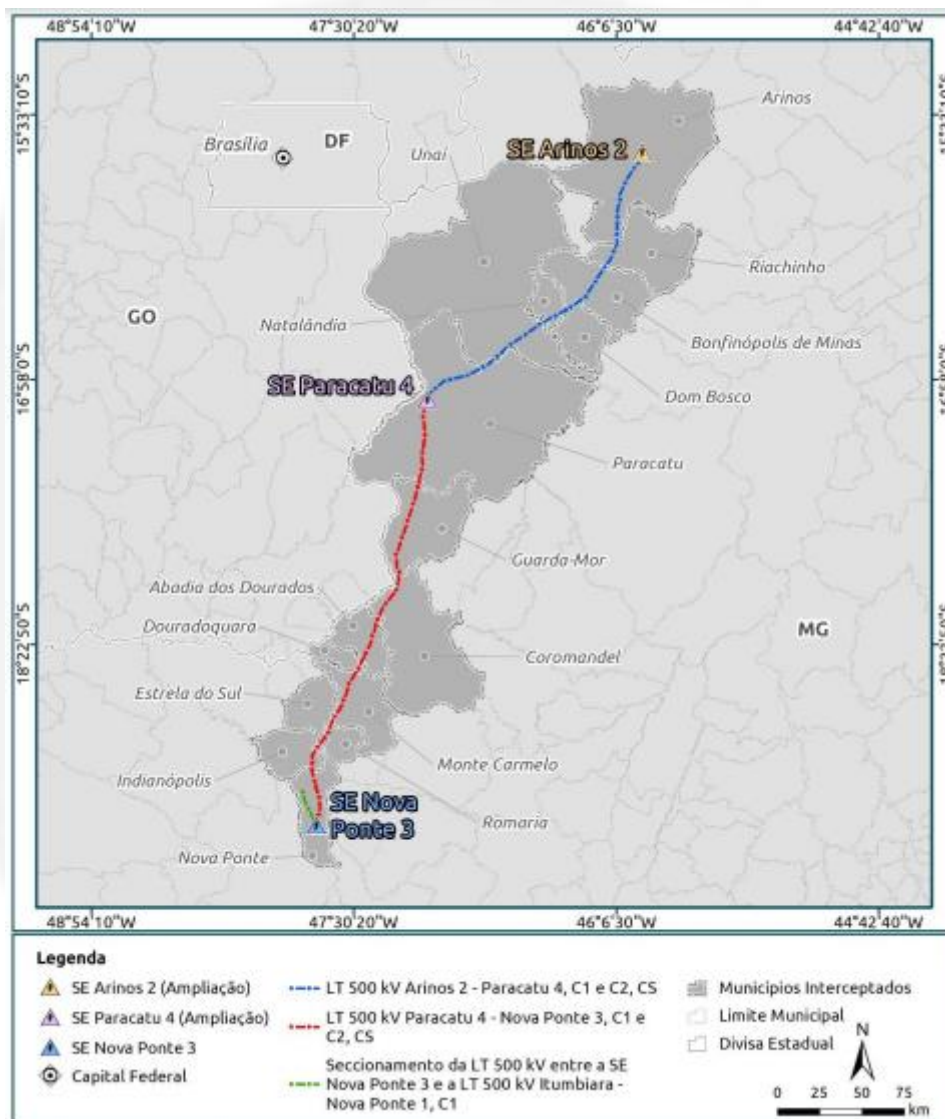 48°54'10"W 47°30'20"W 46°6'30"W 44°42'40"W
15°33'10"S
Arinos
Brasília
DF
Unaí
SE Arinos 2
Riachinho
GO
Natalândia
Bonfinópolis de Minas
16°58'0"S
SE Paracatu 4
Dom Bosco
Paracatu
Guarda-Mor
Abadia dos Dourados
Douradoquara
MG
18°22'50"S
Coromandel
Estrela do Sul
Monte Carmelo
Indianópolis
SE Nova
Ponte 3
Romaria
Nova Ponte
48°54'10"W 47°30'20"W 46°6'30"W 44°42'40"W
Legenda
SE Arinos 2 (Ampliação)
SE Paracatu 4 (Ampliação)
SE Nova Ponte 3
Capital Federal
LT 500 kV Arinos 2 - Paracatu 4, C1 e C2, CS
LT 500 kV Paracatu 4 - Nova Ponte 3, C1 e
C2, CS
Seccionamento da LT 500 kV entre a SE
Nova Ponte 3 e a LT 500 kV Itumbiara -
Nova Ponte 1, C1
Municipios Interceptados
Limite Municipal
Divisa Estadual
N
0 25 50 75
km